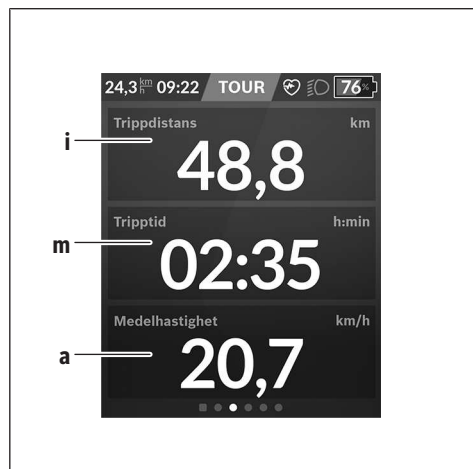 24,3 km/h 09:22 TOUR 76%
Trippdistans km
i 48,8
Tripptid h:min
m 02:35
Medelhastighet km/h
a 20,7